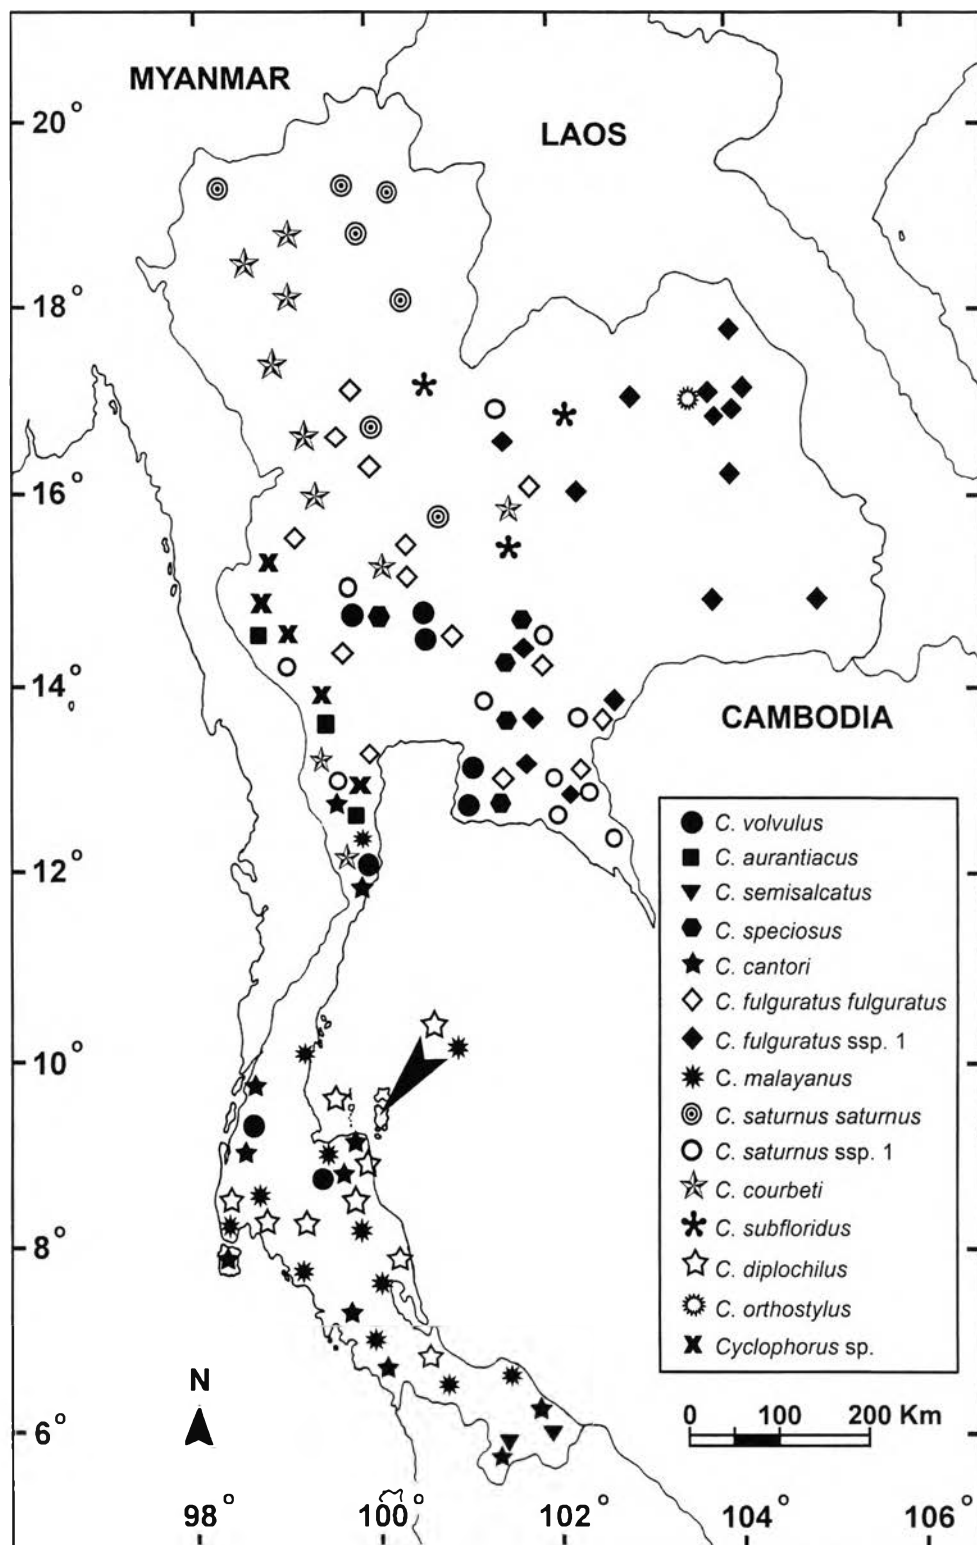 MYANMAR
LAOS
CAMBODIA
20°
18°
16°
14°
12°
10°
8°
6°
C. volvulus
C. aurantiacus
C. semisalcatus
C. speciosus
C. cantori
C. fulguratus fulguratus
C. fulguratus ssp. 1
C. malayanus
C. saturnus saturnus
C. saturnus ssp. 1
C. courbeti
C. subfloridus
C. diplochilus
C. orthostylus
Cyclophorus sp.
N
0 100 200 Km
98° 100° 102° 104° 106°